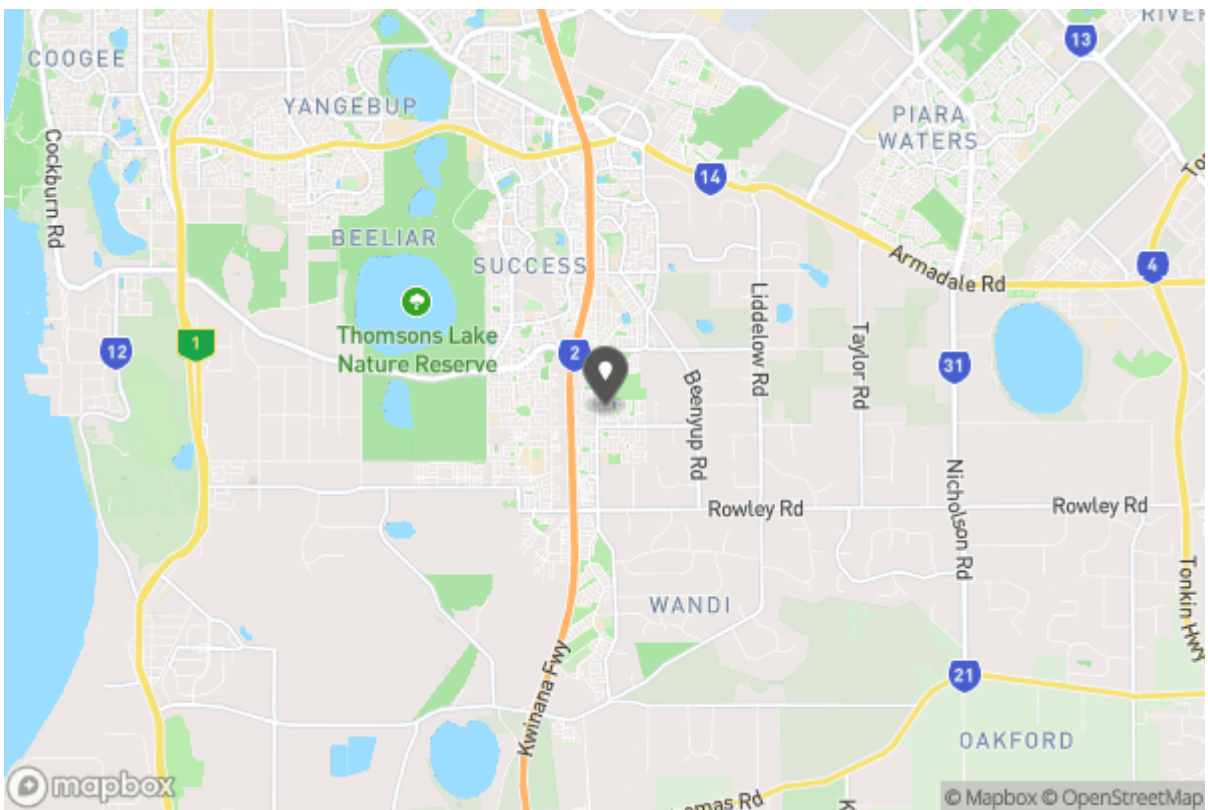 RIVER
13
COOGEE
YANGEBUP
PIARA
WATERS
Cockburn Rd
14
BEELIAR
SUCCESS
Armadale Rd
4
Thomsons Lake
Nature Reserve
1
12
2
31
Liddelow Rd
Taylor Rd
Beenyup Rd
Nicholson Rd
Rowley Rd
Rowley Rd
WANDI
Tonkin Hwy
Kwinana Fwy
21
OAKFORD
mapbox
© Mapbox © OpenStreetMap